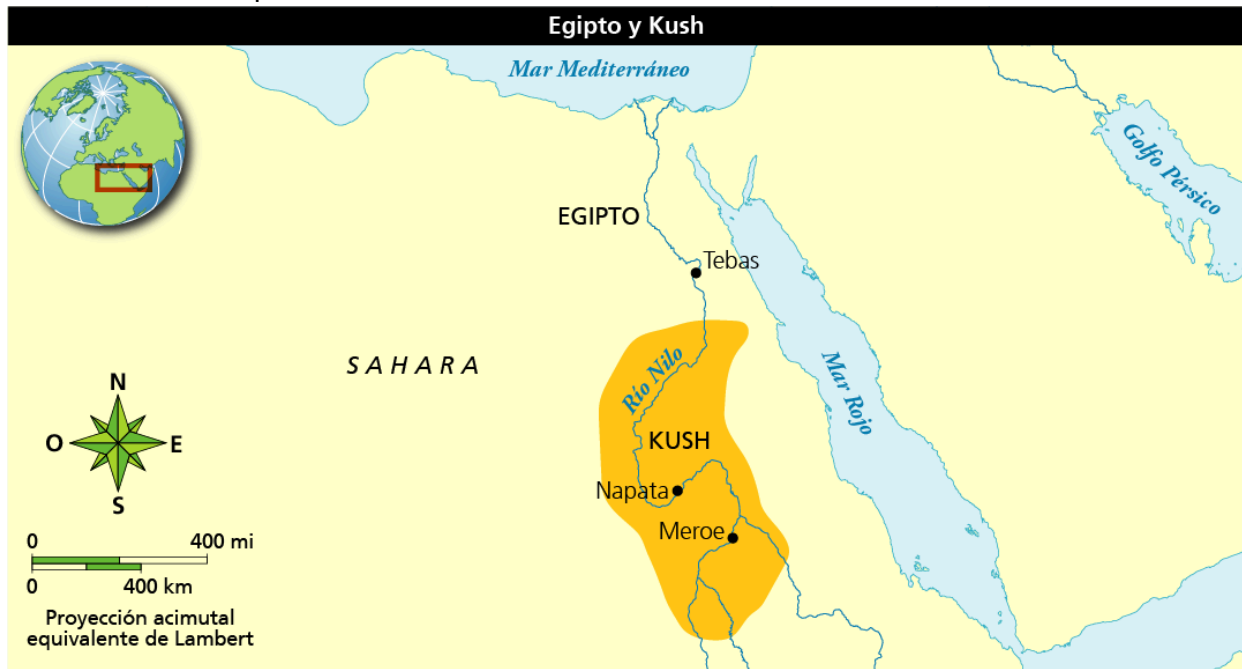 Egipto y Kush
Mar Mediterráneo
Golfo Pérsico
EGIPTO
Tebas
SAHARA
Río Nilo
Mar Rojo
KUSH
Napata
Meroe
N
O
E
S
0
400 mi
0
400 km
Proyección acimutal
equivalente de Lambert